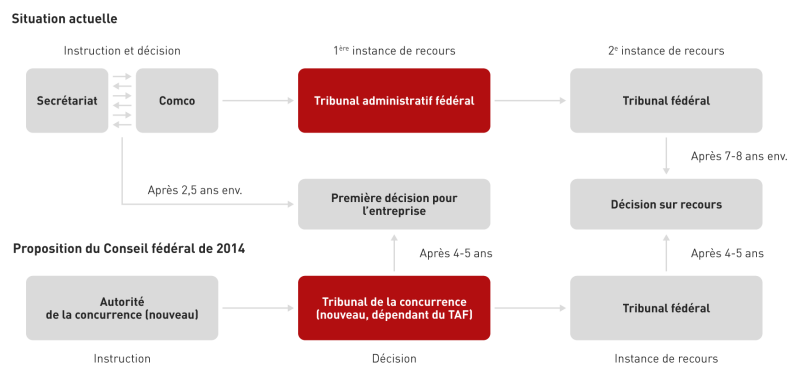 Situation actuelle
Instruction et décision
1ère instance de recours
2e instance de recours
Secrétariat
Comco
Tribunal administratif fédéral
Tribunal fédéral
Après 7-8 ans env.
Après 2,5 ans env.
Première décision pour
l’entreprise
Décision sur recours
Proposition du Conseil fédéral de 2014
Après 4-5 ans
Après 4-5 ans
Autorité
de la concurrence (nouveau)
Tribunal de la concurrence
(nouveau, dépendant du TAF)
Tribunal fédéral
Instruction
Décision
Instance de recours